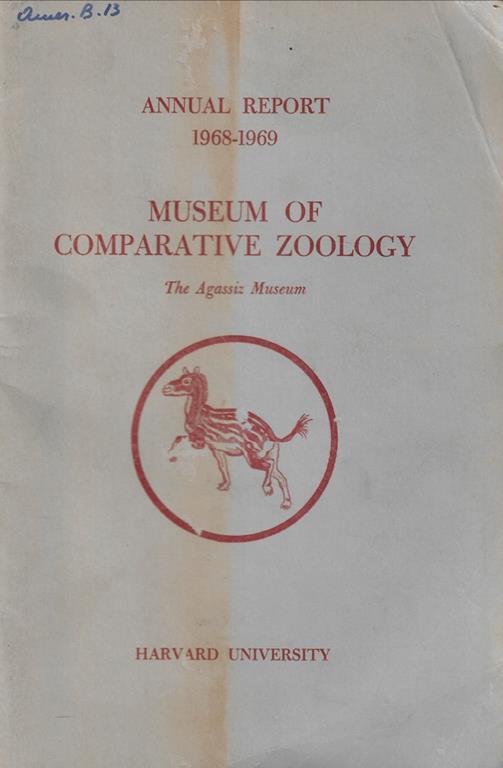 Amer. B. 13
ANNUAL REPORT
1968-1969
MUSEUM OF
COMPARATIVE ZOOLOGY
The Agassiz Museum
HARVARD UNIVERSITY